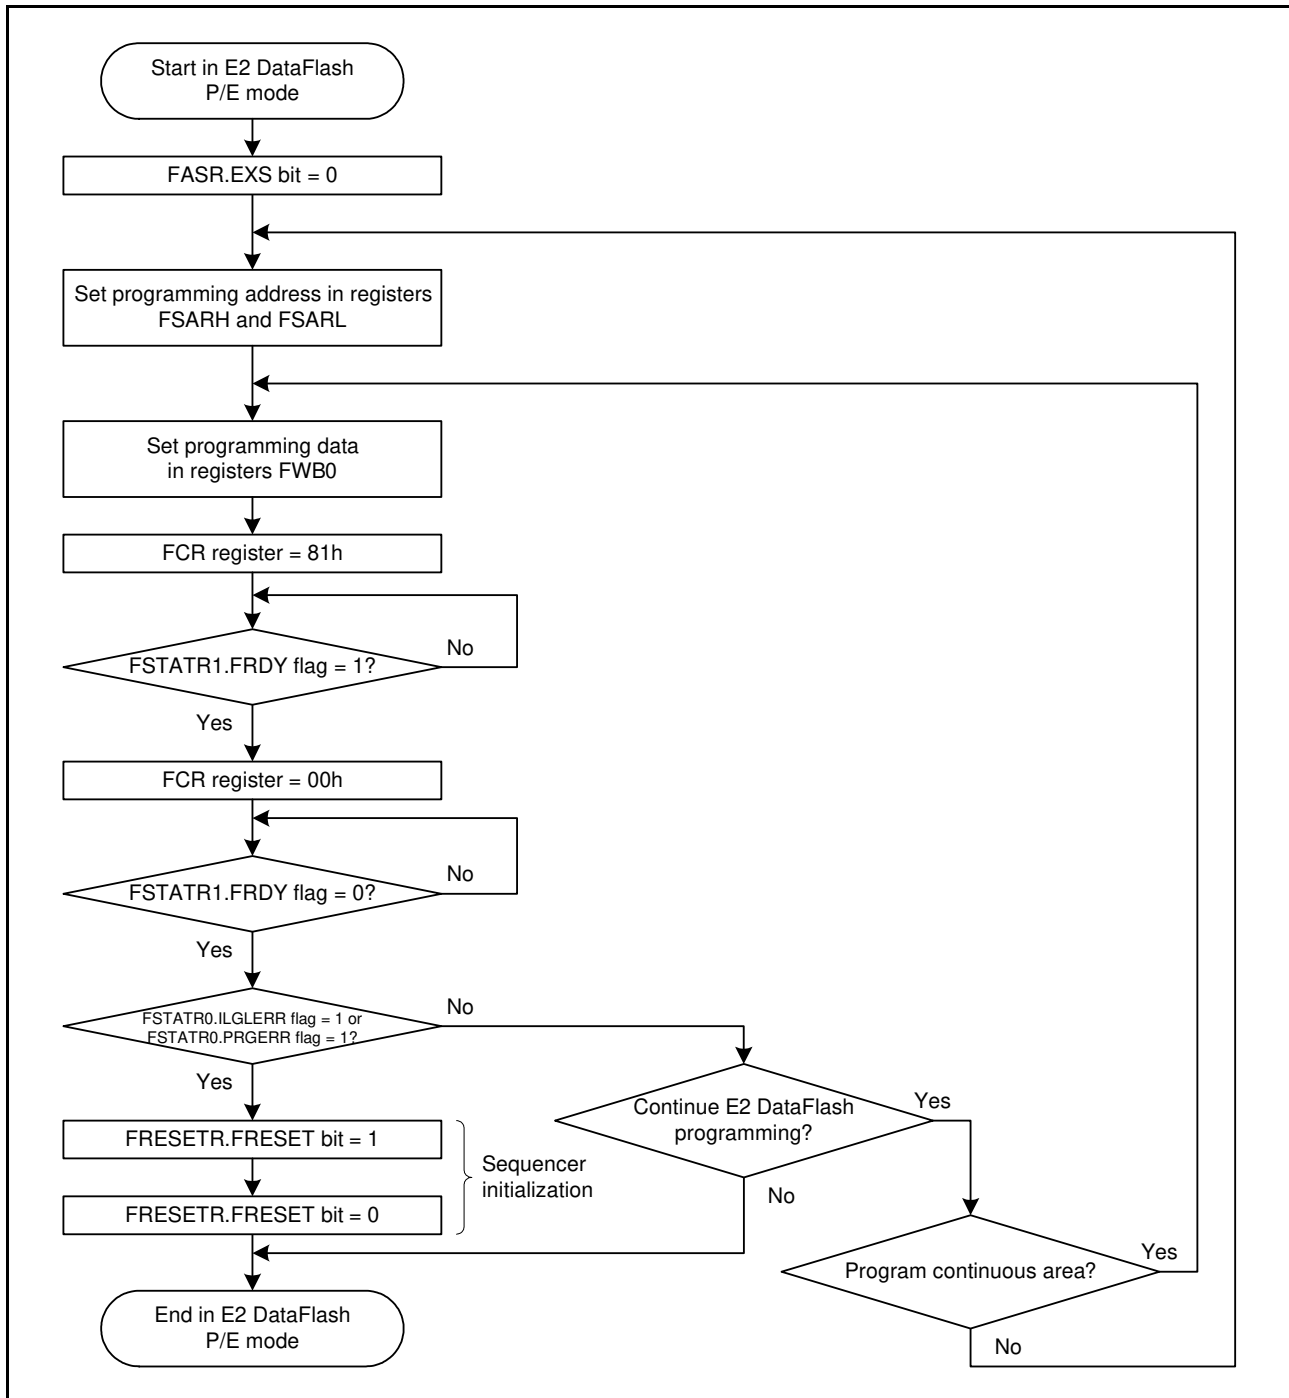 Start in E2 DataFlash
P/E mode
FASR.EXS bit = 0
Set programming address in registers
FSARH and FSARL
Set programming data
in registers FWB0
FCR register = 81h
No
FSTATR1.FRDY flag = 1?
Yes
FCR register = 00h
No
FSTATR1.FRDY flag = 0?
Yes
No
FSTATR0.ILGLERR flag = 1 or
FSTATR0.PRGERR flag = 1?
Yes
Continue E2 DataFlash
programming?
Yes
No
FRESETR.FRESET bit = 1
Sequencer
initialization
FRESETR.FRESET bit = 0
Program continuous area?
Yes
No
End in E2 DataFlash
P/E mode